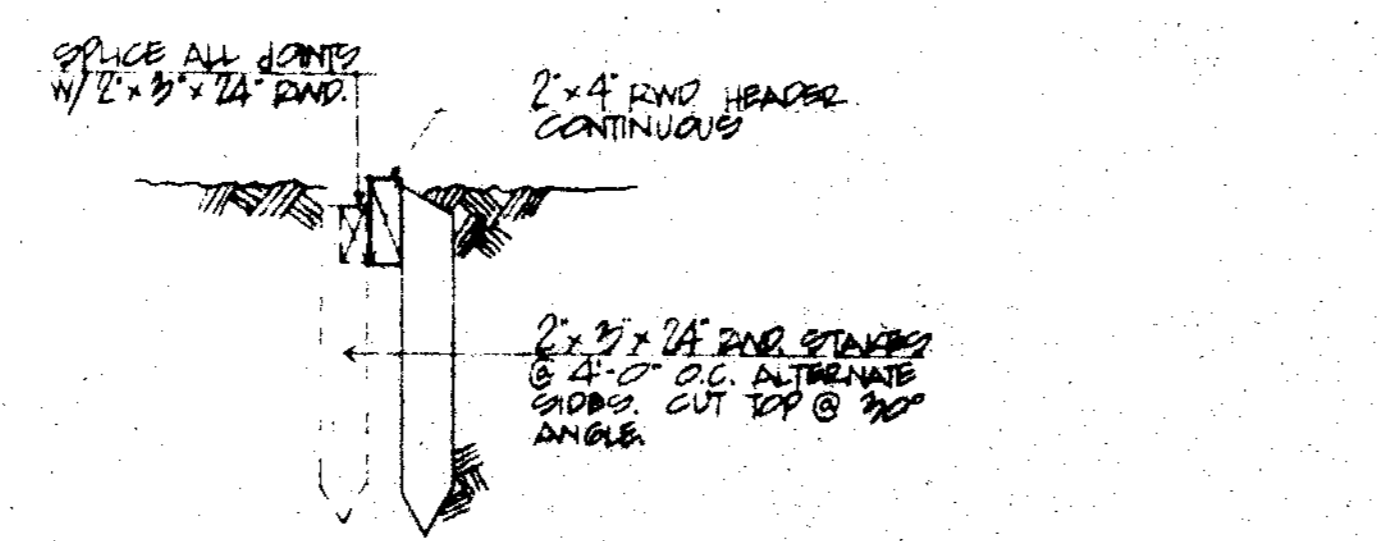 SPLICE ALL JOINTS
W/ 2"x 3" x 24" RWD.
2"x4" RWD HEADER
CONTINUOUS
2"x 3"x 24" RWD. STAKES
@ 4'-0" O.C. ALTERNATE
SIDES. CUT TOP @ 30°
ANGLE.